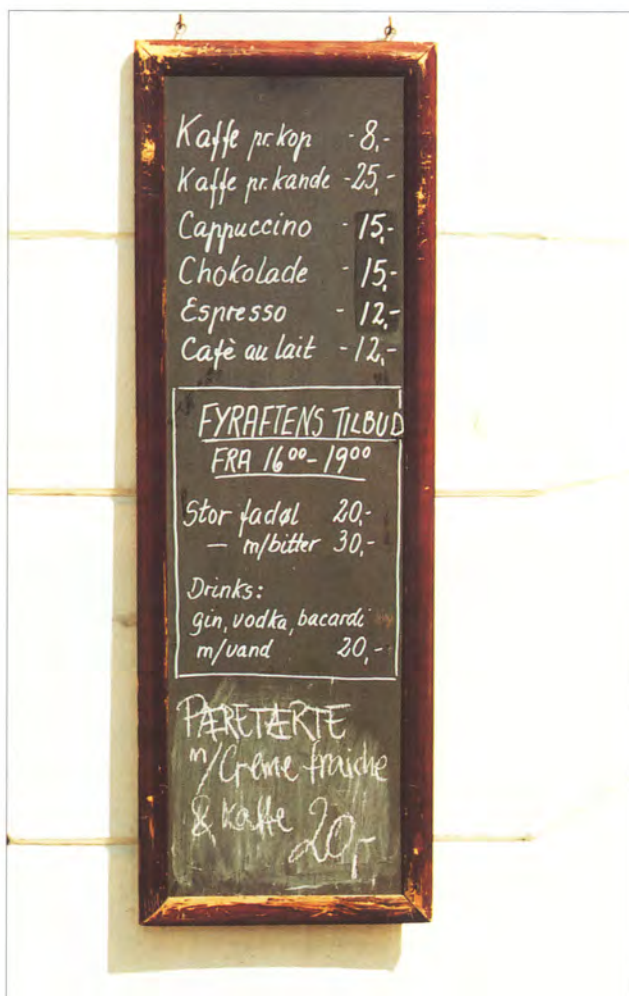 Kaffe pr. kop - 8,-
Kaffe pr. kande - 25,-
Cappuccino - 15,-
Chokolade - 15,-
Espresso - 12,-
Cafè au lait - 12,-
FYRAFTENS TILBUD
FRA 16⁰⁰ - 19⁰⁰
Stor fadøl 20,-
— m/bitter 30,-
Drinks:
gin, vodka, bacardi
m/vand 20,-
PÆRETÆRTE
m/Crème fraiche
& kaffe 20,-